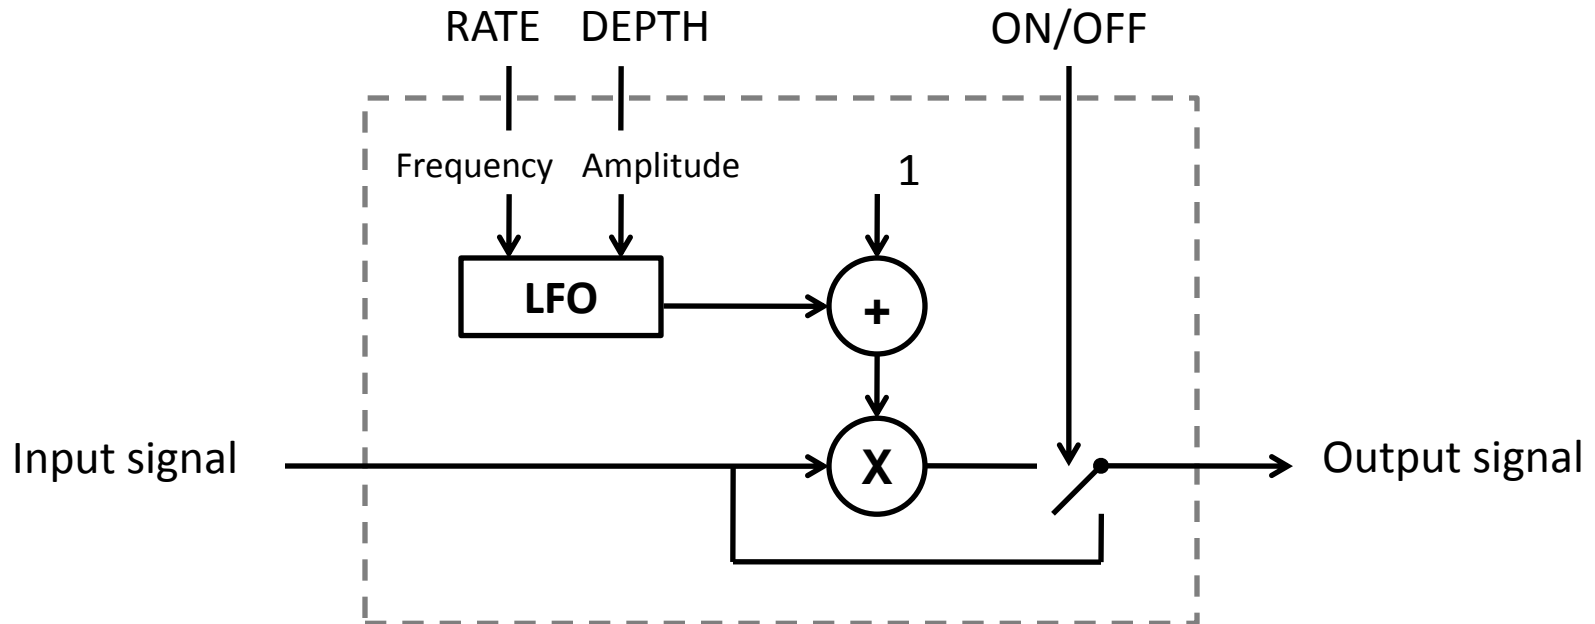 RATE DEPTH ON/OFF
Frequency Amplitude 1
LFO +
Input signal X Output signal